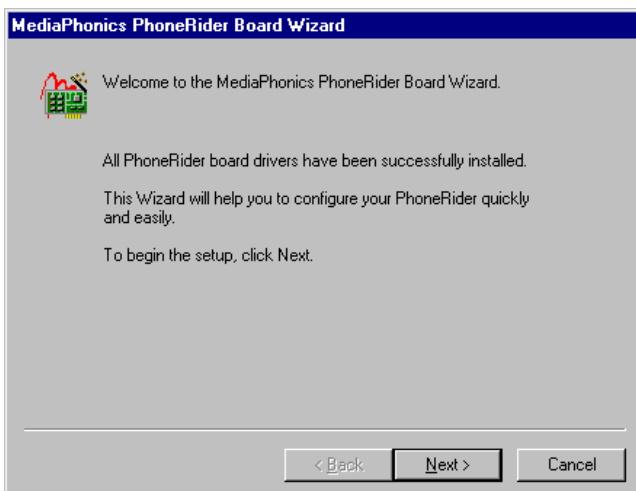 MediaPhonics PhoneRider Board Wizard
Welcome to the MediaPhonics PhoneRider Board Wizard.
All PhoneRider board drivers have been successfully installed.
This Wizard will help you to configure your PhoneRider quickly
and easily.
To begin the setup, click Next.
< Back
Next >
Cancel